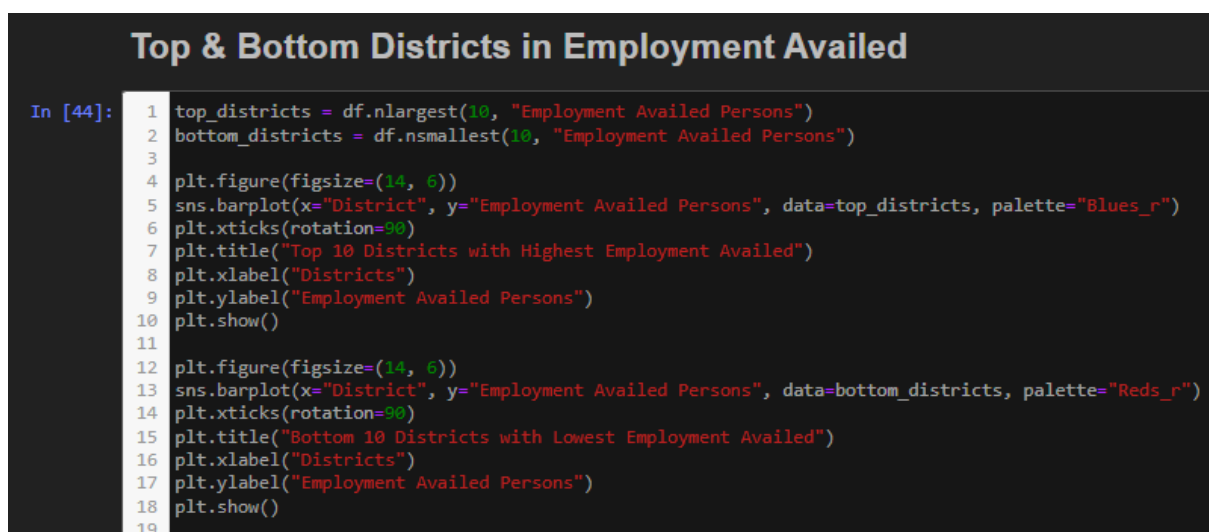 Top & Bottom Districts in Employment Availed
In [44]:
1 top_districts = df.nlargest(10, "Employment Availed Persons")
2 bottom_districts = df.nsmallest(10, "Employment Availed Persons")
3
4 plt.figure(figsize=(14, 6))
5 sns.barplot(x="District", y="Employment Availed Persons", data=top_districts, palette="Blues_r")
6 plt.xticks(rotation=90)
7 plt.title("Top 10 Districts with Highest Employment Availed")
8 plt.xlabel("Districts")
9 plt.ylabel("Employment Availed Persons")
10 plt.show()
11
12 plt.figure(figsize=(14, 6))
13 sns.barplot(x="District", y="Employment Availed Persons", data=bottom_districts, palette="Reds_r")
14 plt.xticks(rotation=90)
15 plt.title("Bottom 10 Districts with Lowest Employment Availed")
16 plt.xlabel("Districts")
17 plt.ylabel("Employment Availed Persons")
18 plt.show()
19